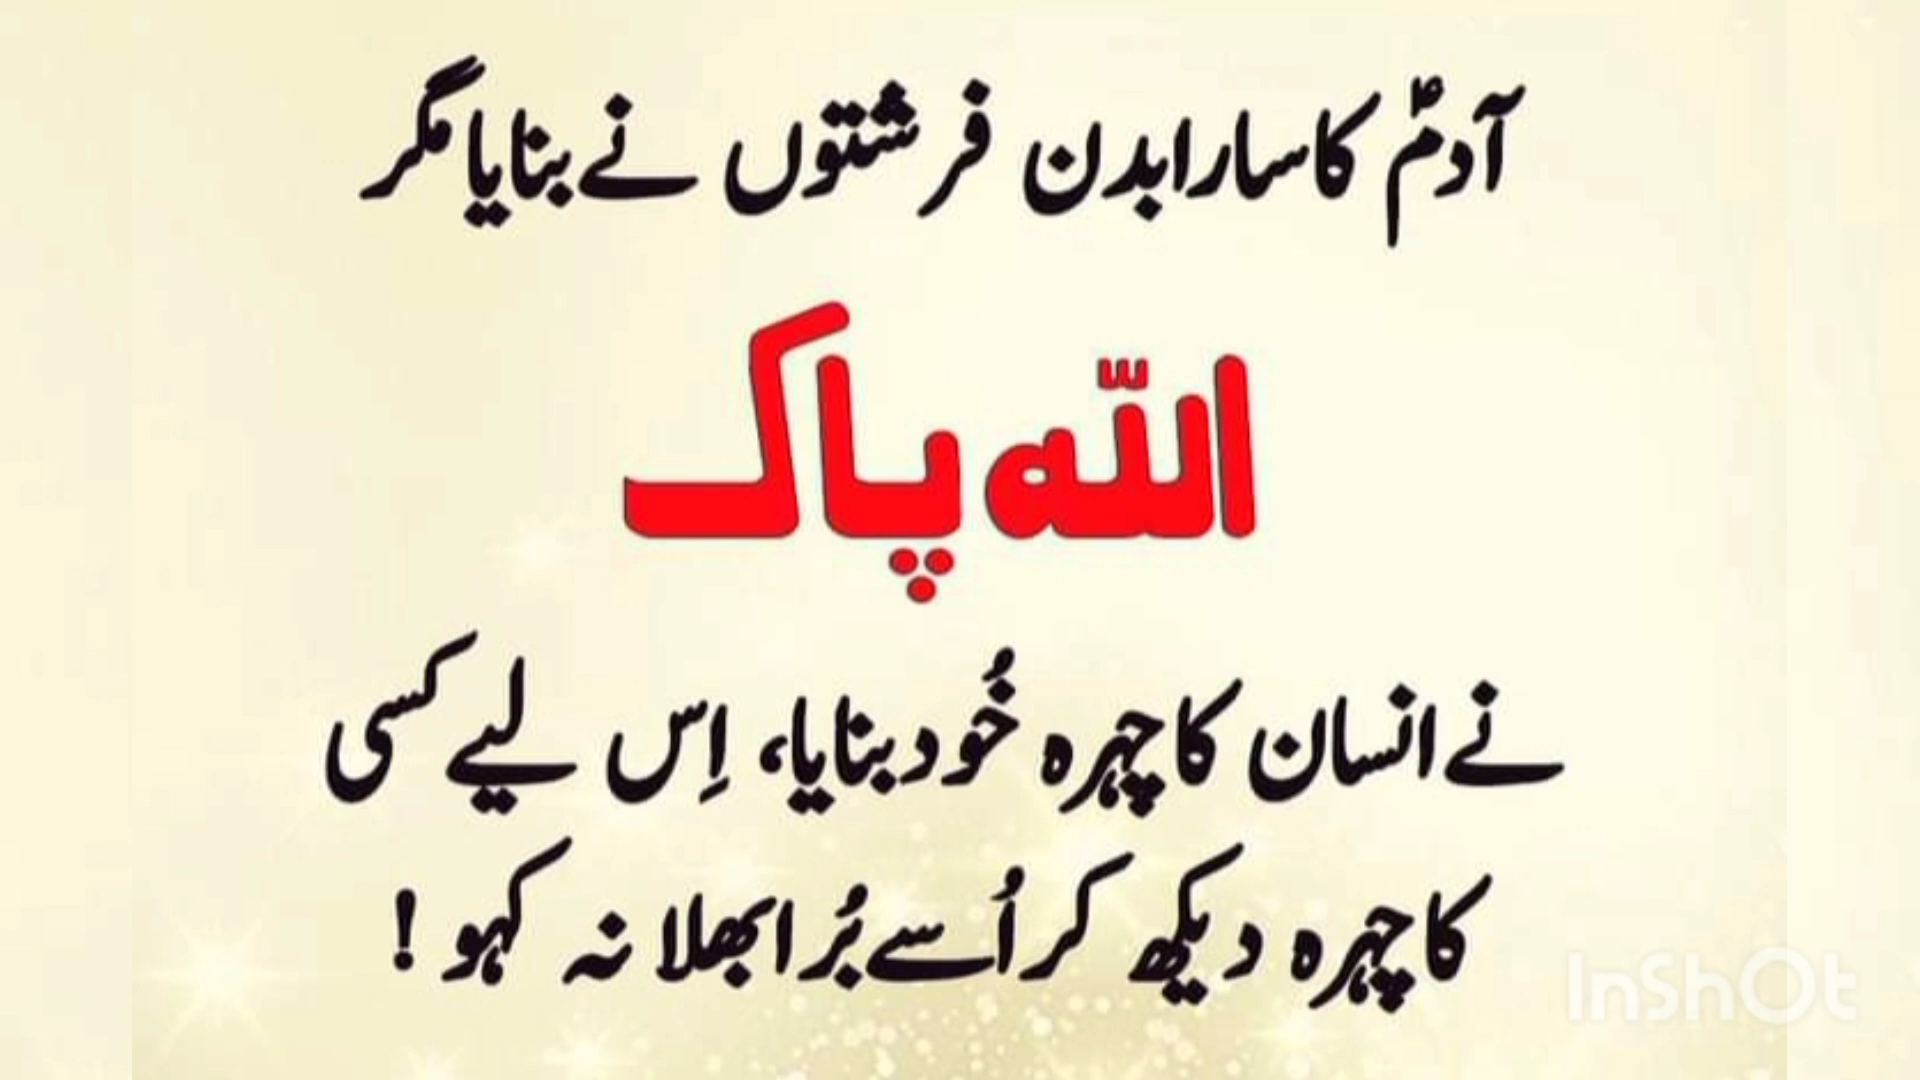 آدمؑ کا سارا بدن فرشتوں نے بنایا مگر
اللہ پاک
نے انسان کا چہرہ خُود بنایا، اِس لیے کسی
کا چہرہ دیکھ کر اُسے بُرا بھلا نہ کہو !
InShOt